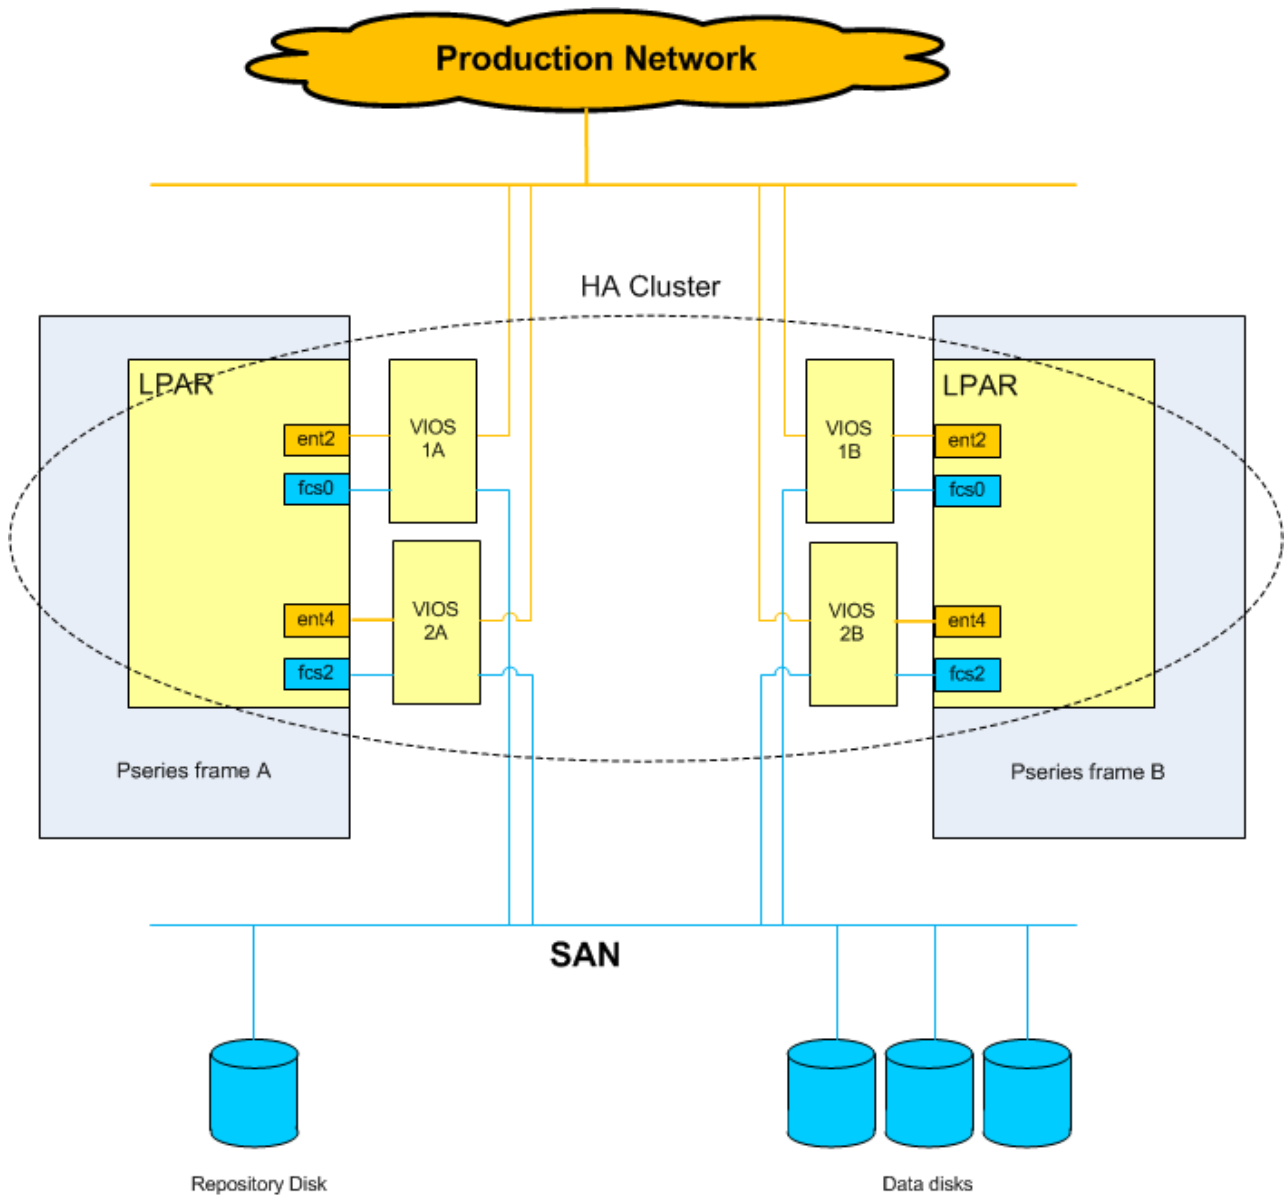 Production Network
HA Cluster
LPAR
ent2
fcs0
ent4
fcs2
VIOS
1A
VIOS
2A
Pseries frame A
VIOS
1B
VIOS
2B
LPAR
ent2
fcs0
ent4
fcs2
Pseries frame B
SAN
Repository Disk
Data disks